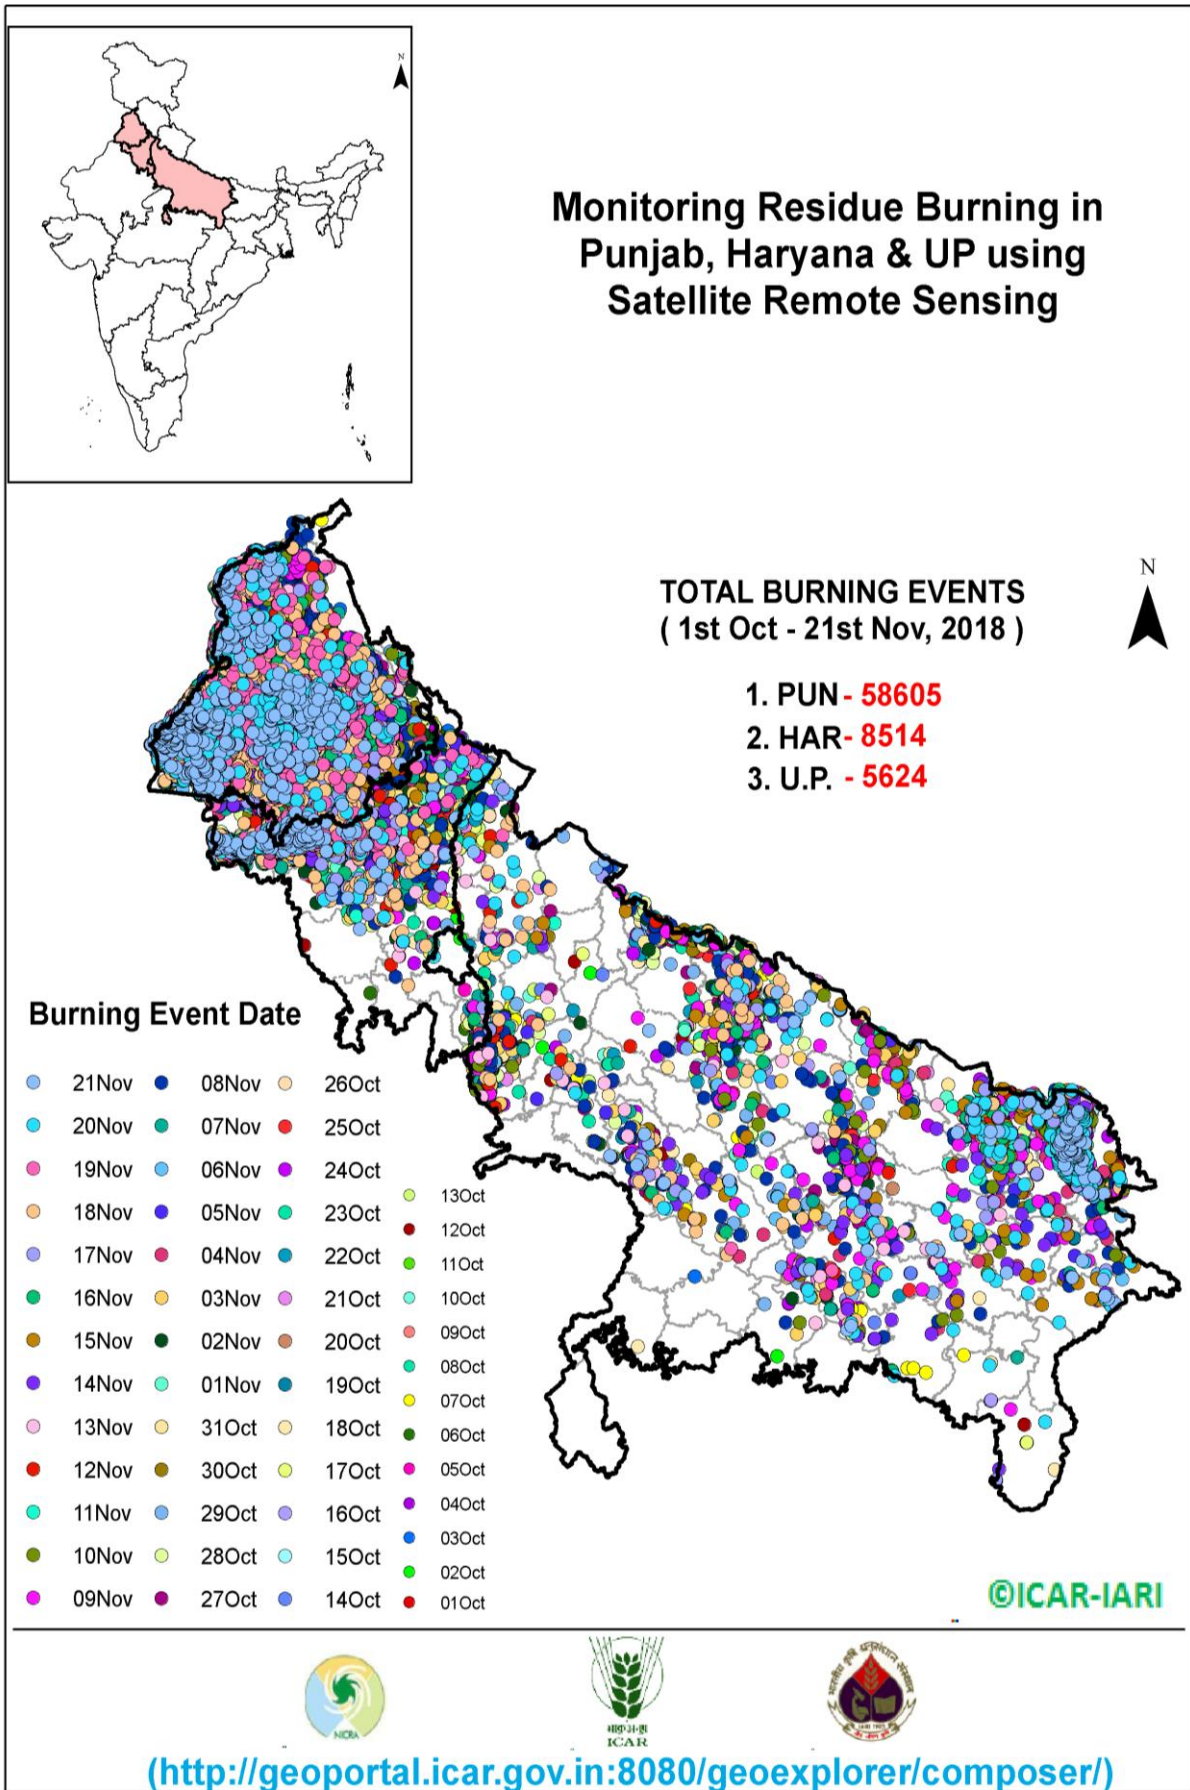 N
Monitoring Residue Burning in
Punjab, Haryana & UP using
Satellite Remote Sensing
N
TOTAL BURNING EVENTS
( 1st Oct - 21st Nov, 2018 )
1. PUN - 58605
2. HAR - 8514
3. U.P. - 5624
Burning Event Date
21Nov 08Nov 26Oct
20Nov 07Nov 25Oct
19Nov 06Nov 24Oct
18Nov 05Nov 23Oct
17Nov 04Nov 22Oct
16Nov 03Nov 21Oct
15Nov 02Nov 20Oct
14Nov 01Nov 19Oct
13Nov 31Oct 18Oct
12Nov 30Oct 17Oct
11Nov 29Oct 16Oct
10Nov 28Oct 15Oct
09Nov 27Oct 14Oct
13Oct
12Oct
11Oct
10Oct
09Oct
08Oct
07Oct
06Oct
05Oct
04Oct
03Oct
02Oct
01Oct
©ICAR-IARI
NICRA
ICAR
(http://geoportal.icar.gov.in:8080/geoexplorer/composer/)